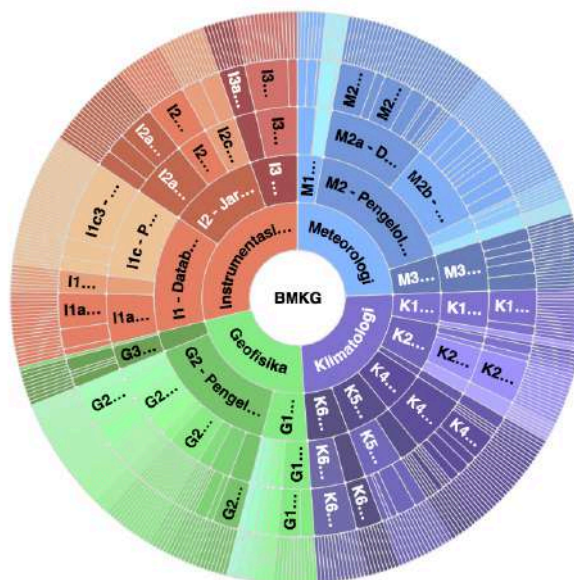 BMKG
Meteorologi
M1...
M2 - Pengelol...
M2a - D...
M2...
M2...
M2b - ...
M3...
M3...
Klimatologi
K1...
K1...
K1...
K2...
K2...
K2...
K4...
K4...
K4...
K5...
K5...
K6...
K6...
K6...
K6...
Geofisika
G1...
G1...
G1...
G2 - Pengel...
G2...
G2...
G2...
G2...
G3...
Instrumentasi...
I1 - Datab...
I1a...
I1a...
I1...
I1c - P...
I1c3 - ...
I2 - Jar...
I2a...
I2a...
I2...
I2...
I2c...
I3 ...
I3...
I3...
I3a...